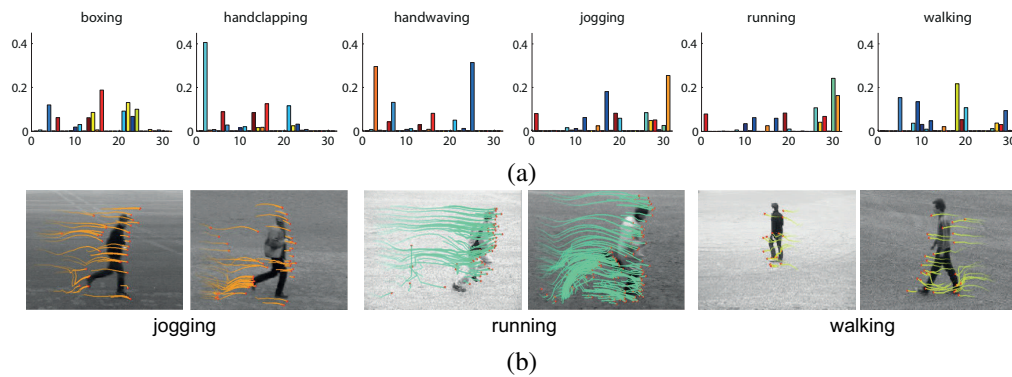 boxing handclapping handwaving jogging running walking
0.4 0.4 0.4 0.4 0.4 0.4
0.2 0.2 0.2 0.2 0.2 0.2
0 0 0 0 0 0
0 10 20 30 0 10 20 30 0 10 20 30 0 10 20 30 0 10 20 30 0 10 20 30
(a)
jogging running walking
(b)